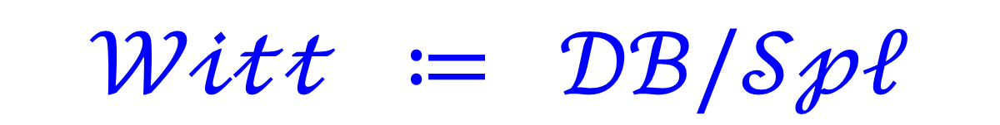 𝒲𝒾𝓉𝓉 := 𝒟ℬ/𝒮𝓅ℓ